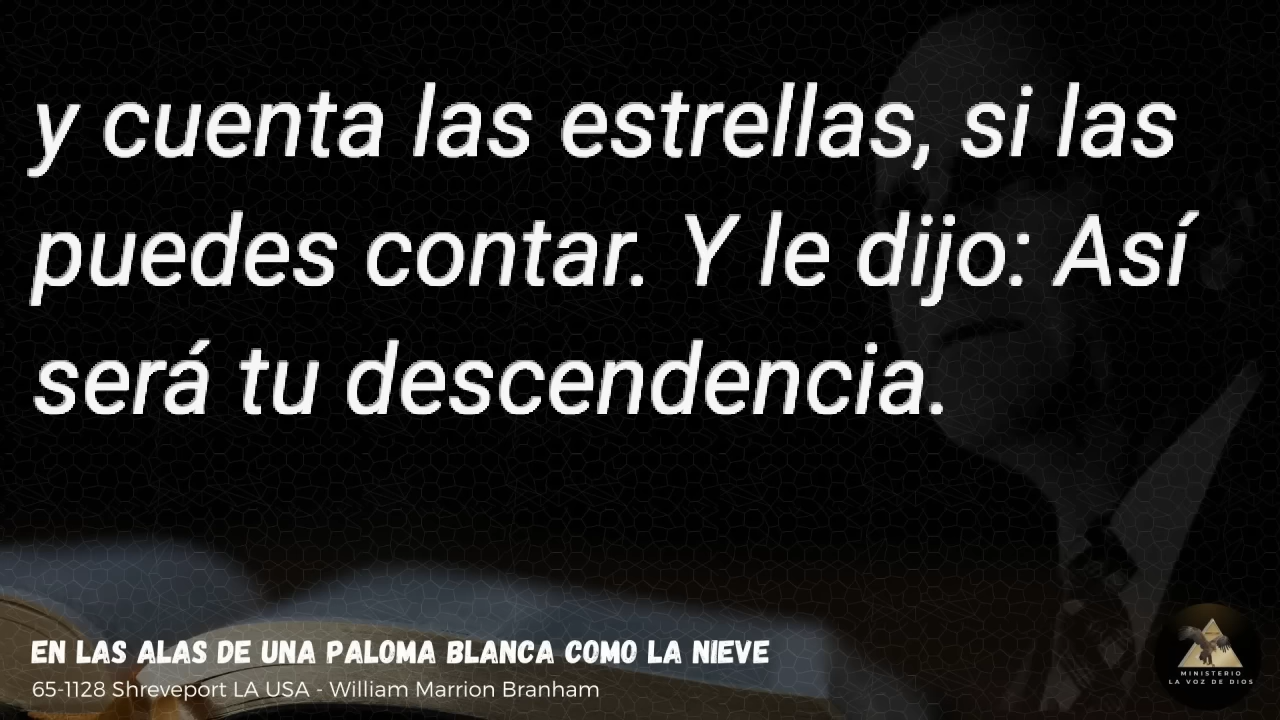 y cuenta las estrellas, si las
puedes contar. Y le dijo: Así
será tu descendencia.
EN LAS ALAS DE UNA PALOMA BLANCA COMO LA NIEVE
65-1128 Shreveport LA USA - William Marrion Branham
MINISTERIO
LA VOZ DE DIOS